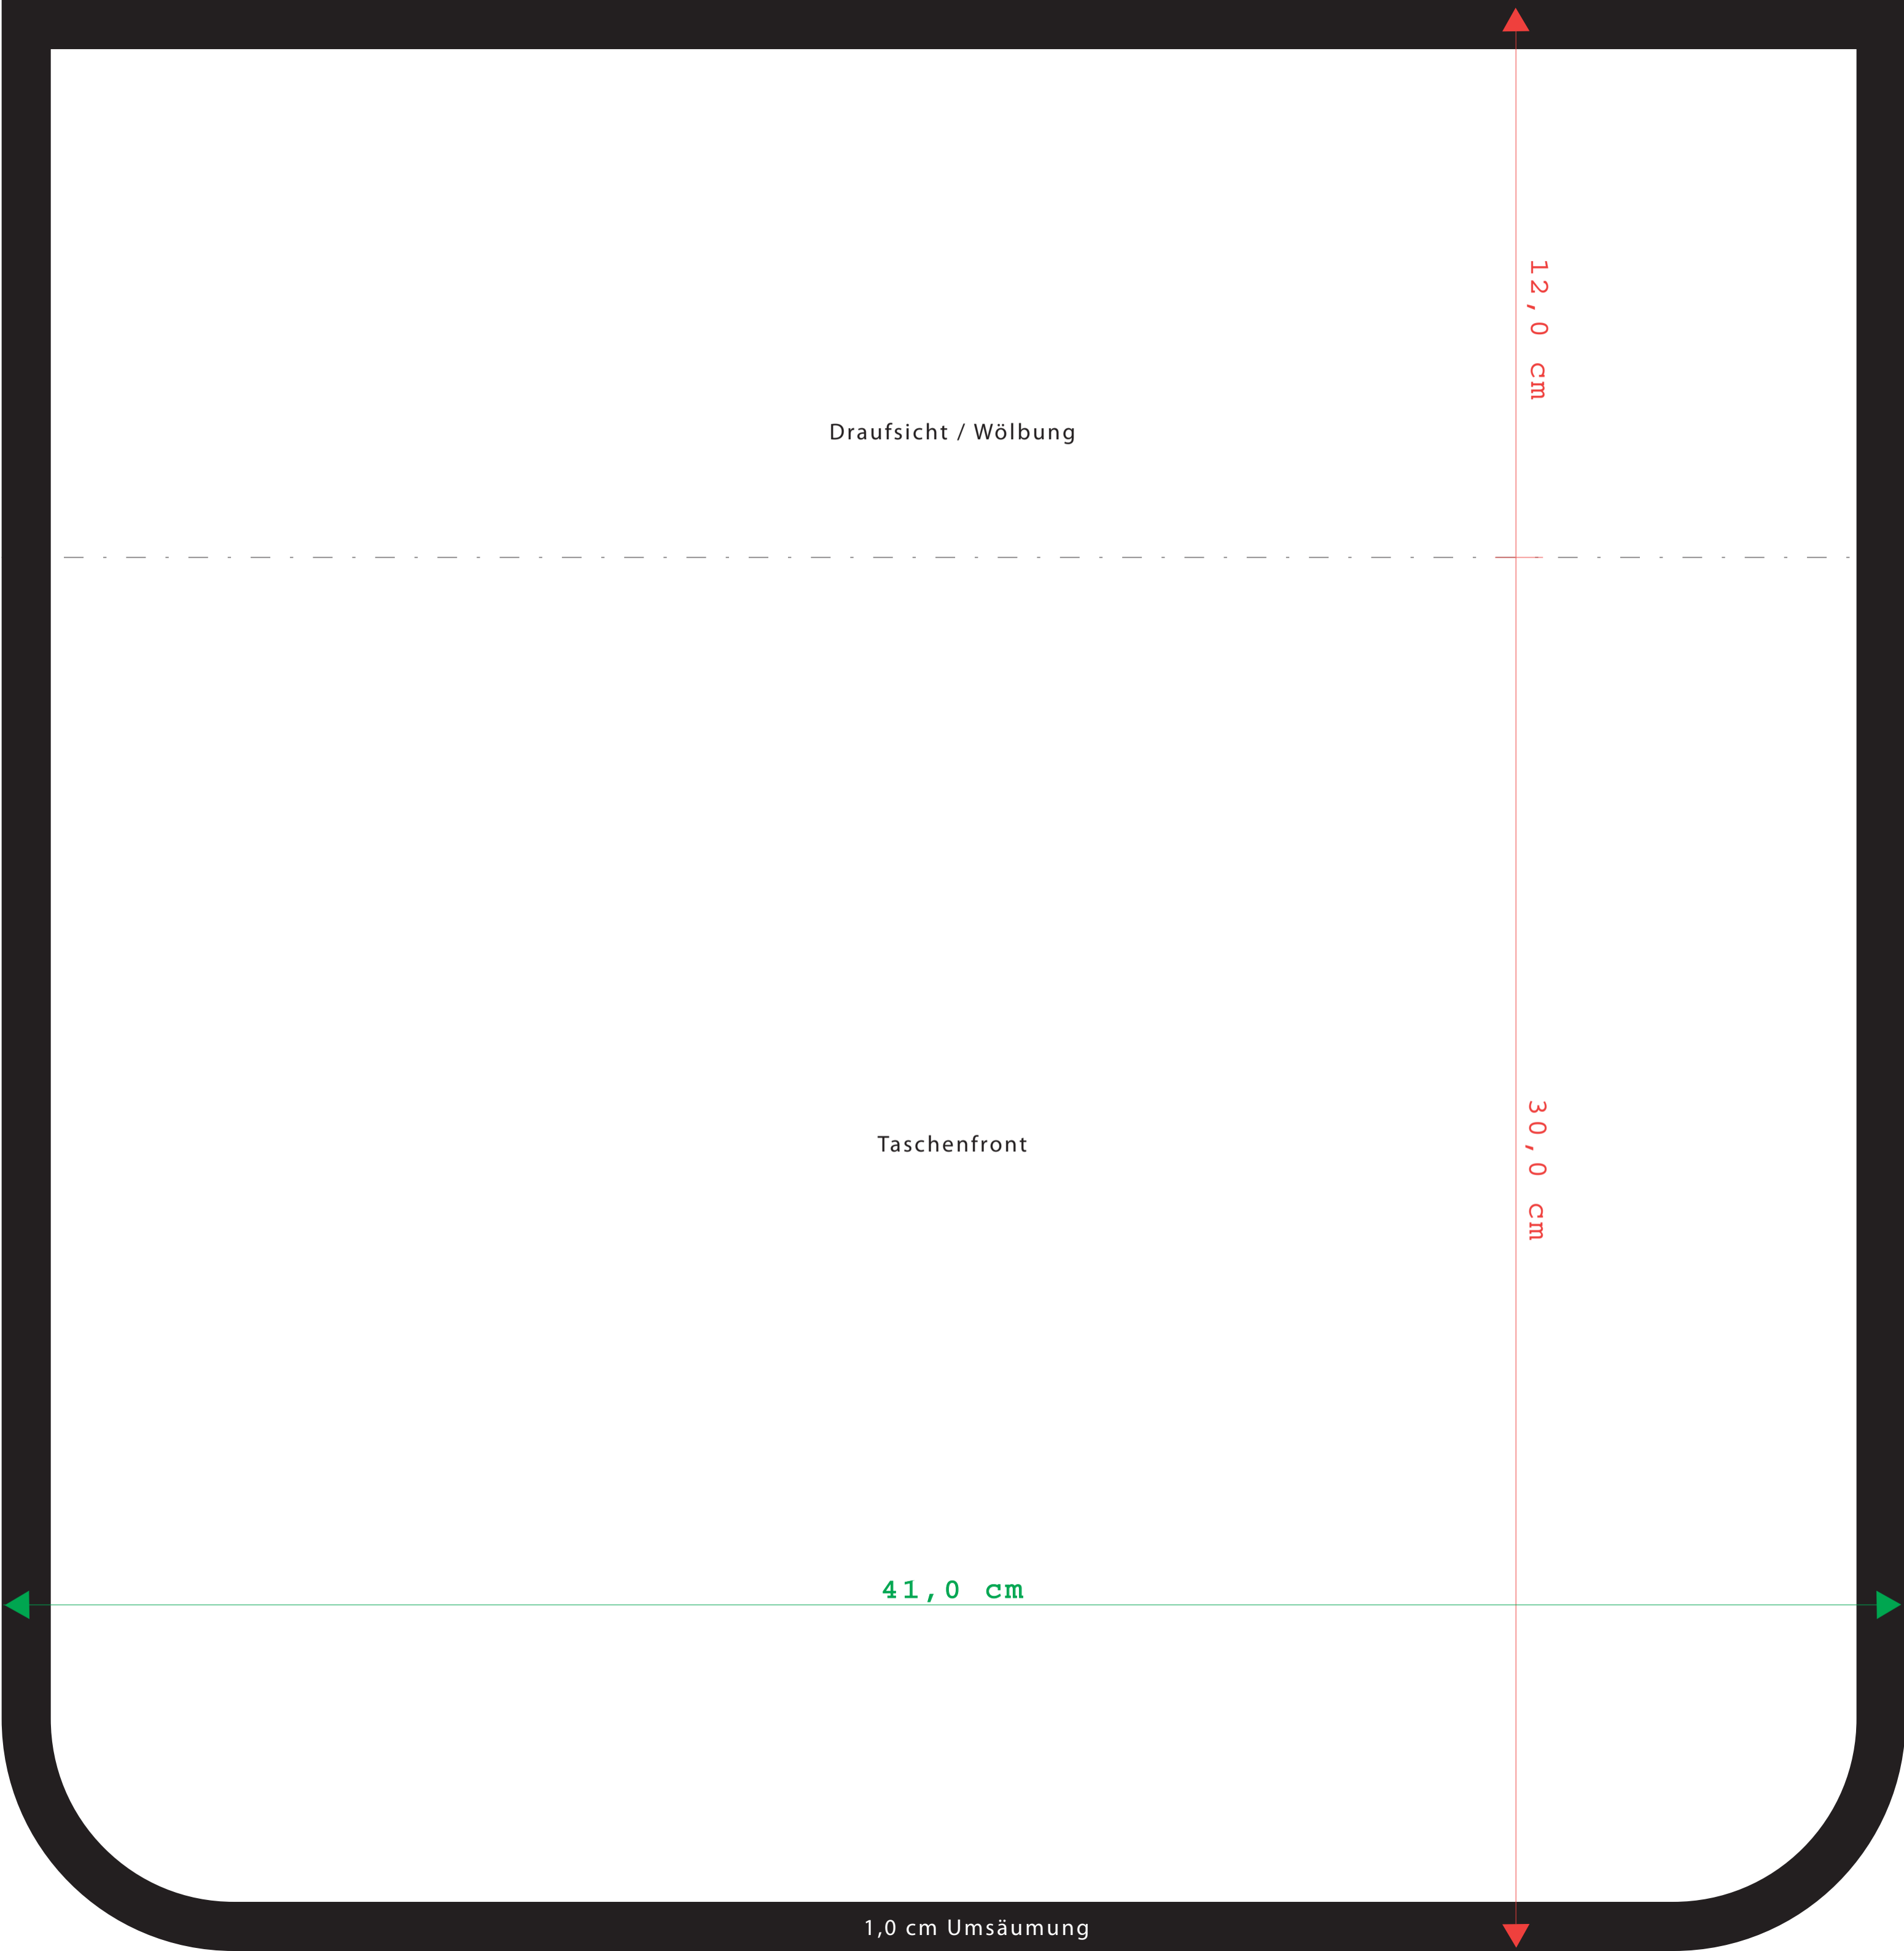 12,0 cm
Draufsicht / Wölbung
30,0 cm
Taschenfront
41,0 cm
1,0 cm Umsäumung